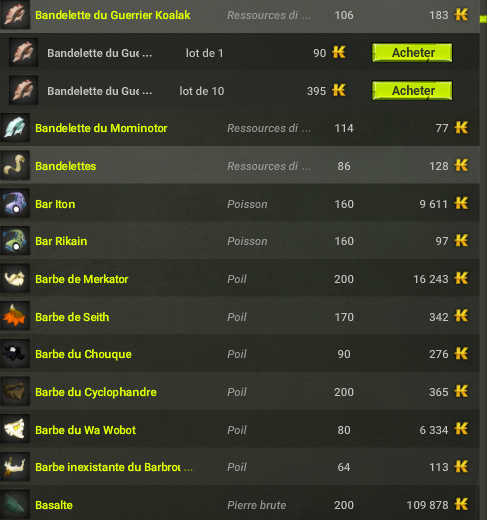 Bandelette du Guerrier Koalak Ressources di ... 106 183
Bandelette du Gue ... lot de 1 90 Acheter
Bandelette du Gue ... lot de 10 395 Acheter
Bandelette du Mominotor Ressources di ... 114 77
Bandelettes Ressources di ... 86 128
Bar Iton Poisson 160 9 611
Bar Rikain Poisson 160 97
Barbe de Merkator Poil 200 16 243
Barbe de Seith Poil 170 342
Barbe du Chouque Poil 90 276
Barbe du Cyclophandre Poil 200 365
Barbe du Wa Wobot Poil 80 6 334
Barbe inexistante du Barbrou ... Poil 64 113
Basalte Pierre brute 200 109 878